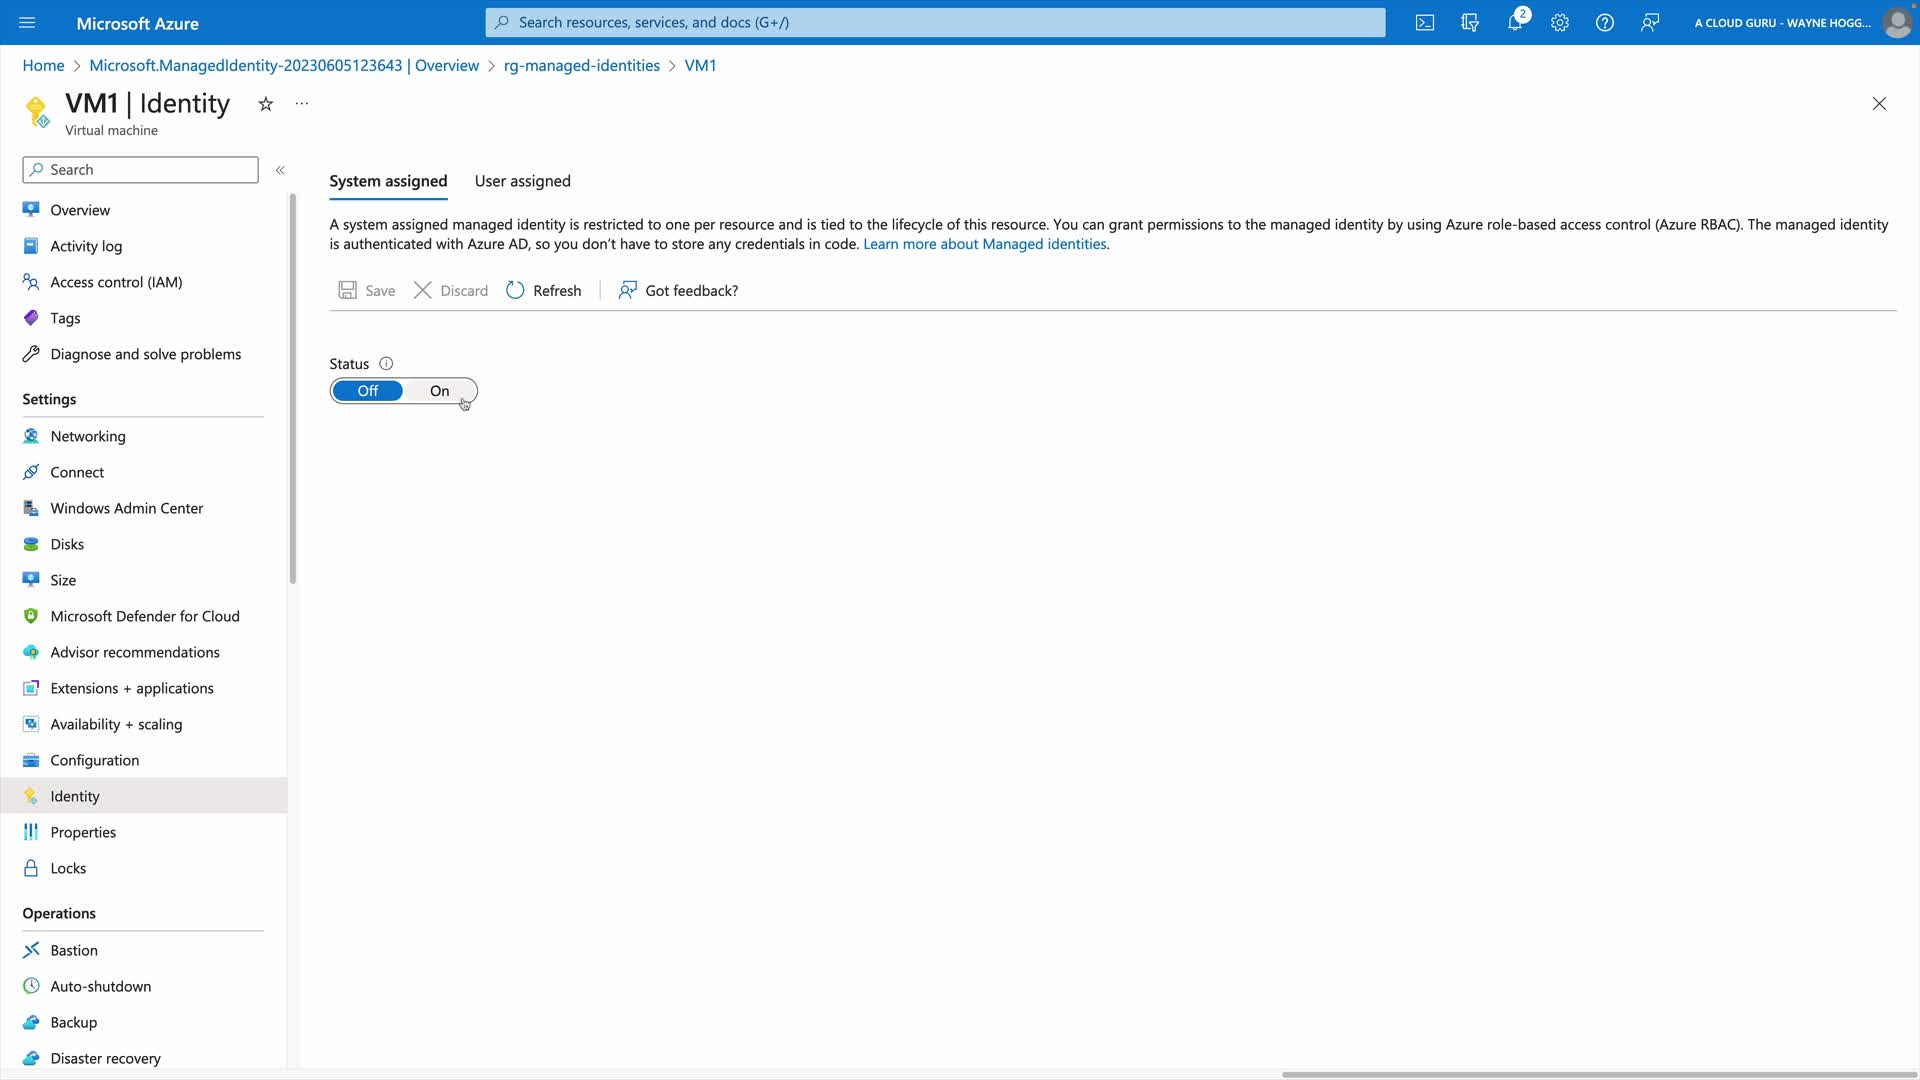 Microsoft Azure
Search resources, services, and docs (G+/)
2
A CLOUD GURU - WAYNE HOGG...
Home > Microsoft.ManagedIdentity-20230605123643 | Overview > rg-managed-identities > VM1
VM1 | Identity
Virtual machine
Search
Overview
Activity log
Access control (IAM)
Tags
Diagnose and solve problems
Settings
Networking
Connect
Windows Admin Center
Disks
Size
Microsoft Defender for Cloud
Advisor recommendations
Extensions + applications
Availability + scaling
Configuration
Identity
Properties
Locks
Operations
Bastion
Auto-shutdown
Backup
Disaster recovery
System assigned User assigned
A system assigned managed identity is restricted to one per resource and is tied to the lifecycle of this resource. You can grant permissions to the managed identity by using Azure role-based access control (Azure RBAC). The managed identity
is authenticated with Azure AD, so you don't have to store any credentials in code. Learn more about Managed identities.
Save Discard Refresh Got feedback?
Status
Off On